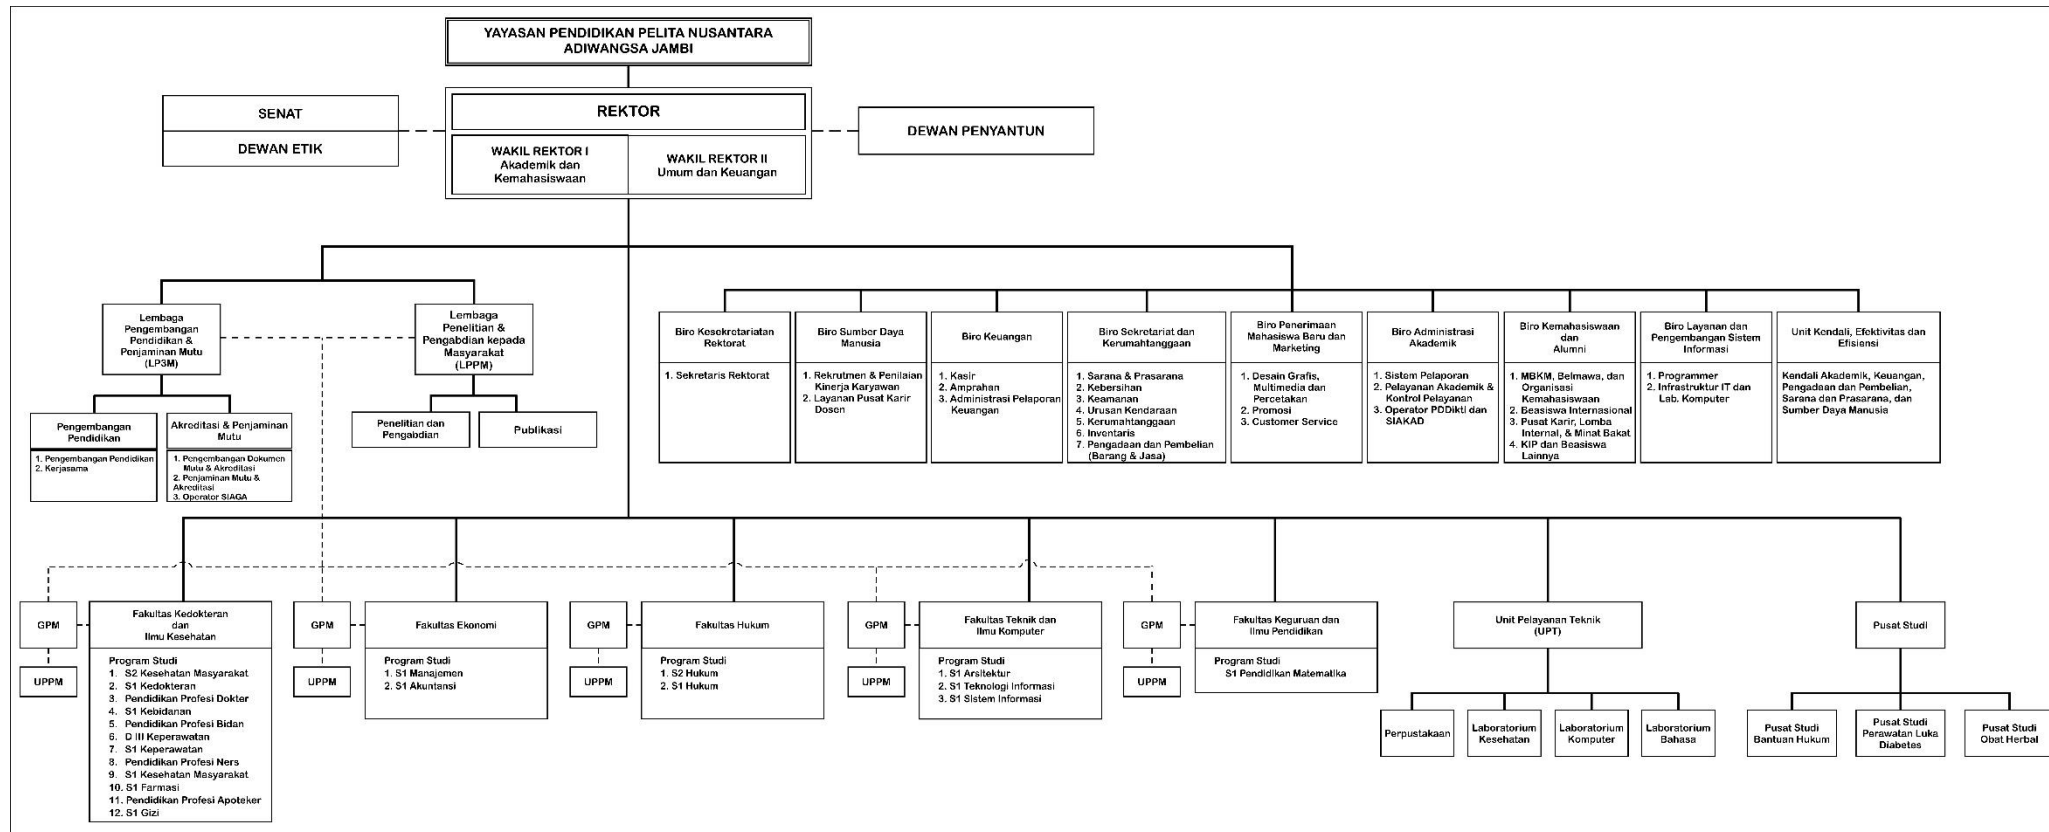 YAYASAN PENDIDIKAN PELITA NUSANTARA
ADIWANGSA JAMBI
SENAT
DEWAN ETIK
REKTOR
WAKIL REKTOR I
Akademik dan
Kemahasiswaan
WAKIL REKTOR II
Umum dan Keuangan
DEWAN PENYANTUN
Lembaga
Pengembangan
Pendidikan &
Penjaminan Mutu
(LP3M)
Lembaga
Penelitian &
Pengabdian kepada
Masyarakat
(LPPM)
Pengembangan
Pendidikan
1. Pengembangan Pendidikan
2. Kerjasama
Akreditasi & Penjaminan
Mutu
1. Pengembangan Dokumen
Mutu & Akreditasi
2. Penjaminan Mutu &
Akreditasi
3. Operator SIAGA
Penelitian dan
Pengabdian
Publikasi
Biro Kesekretariatan
Rektorat
1. Sekretaris Rektorat
Biro Sumber Daya
Manusia
1. Rekrutmen & Penilaian
Kinerja Karyawan
2. Layanan Pusat Karir
Dosen
Biro Keuangan
1. Kasir
2. Amprahan
3. Administrasi Pelaporan
Keuangan
Biro Sekretariat dan
Kerumahtanggaan
1. Sarana & Prasarana
2. Kebersihan
3. Keamanan
4. Urusan Kendaraan
5. Kerumahtanggaan
6. Inventaris
7. Pengadaan dan Pembelian
(Barang & Jasa)
Biro Penerimaan
Mahasiswa Baru dan
Marketing
1. Desain Grafis,
Multimedia dan
Percetakan
2. Promosi
3. Customer Service
Biro Administrasi
Akademik
1. Sistem Pelaporan
2. Pelayanan Akademik &
Kontrol Pelayanan
3. Operator PDDikti dan
SIAKAD
Biro Kemahasiswaan
dan
Alumni
1. MBKM, Belmawa, dan
Organisasi
Kemahasiswaan
2. Beasiswa Internasional
3. Pusat Karir, Lomba
Internal, & Minat Bakat
4. KIP dan Beasiswa
Lainnya
Biro Layanan dan
Pengembangan Sistem
Informasi
1. Programmer
2. Infrastruktur IT dan
Lab. Komputer
Unit Kendali, Efektivitas dan
Efisiensi
Kendali Akademik, Keuangan,
Pengadaan dan Pembelian,
Sarana dan Prasarana, dan
Sumber Daya Manusia
GPM
UPPM
Fakultas Kedokteran
dan
Ilmu Kesehatan
Program Studi
1. S2 Kesehatan Masyarakat
2. S1 Kedokteran
3. Pendidikan Profesi Dokter
4. S1 Kebidanan
5. Pendidikan Profesi Bidan
6. D III Keperawatan
7. S1 Keperawatan
8. Pendidikan Profesi Ners
9. S1 Kesehatan Masyarakat
10. S1 Farmasi
11. Pendidikan Profesi Apoteker
12. S1 Gizi
GPM
UPPM
Fakultas Ekonomi
Program Studi
1. S1 Manajemen
2. S1 Akuntansi
GPM
UPPM
Fakultas Hukum
Program Studi
1. S2 Hukum
2. S1 Hukum
GPM
UPPM
Fakultas Teknik dan
Ilmu Komputer
Program Studi
1. S1 Arsitektur
2. S1 Teknologi Informasi
3. S1 Sistem Informasi
GPM
UPPM
Fakultas Keguruan dan
Ilmu Pendidikan
Program Studi
S1 Pendidikan Matematika
Unit Pelayanan Teknik
(UPT)
Perpustakaan
Laboratorium
Kesehatan
Laboratorium
Komputer
Laboratorium
Bahasa
Pusat Studi
Pusat Studi
Bantuan Hukum
Pusat Studi
Perawatan Luka
Diabetes
Pusat Studi
Obat Herbal